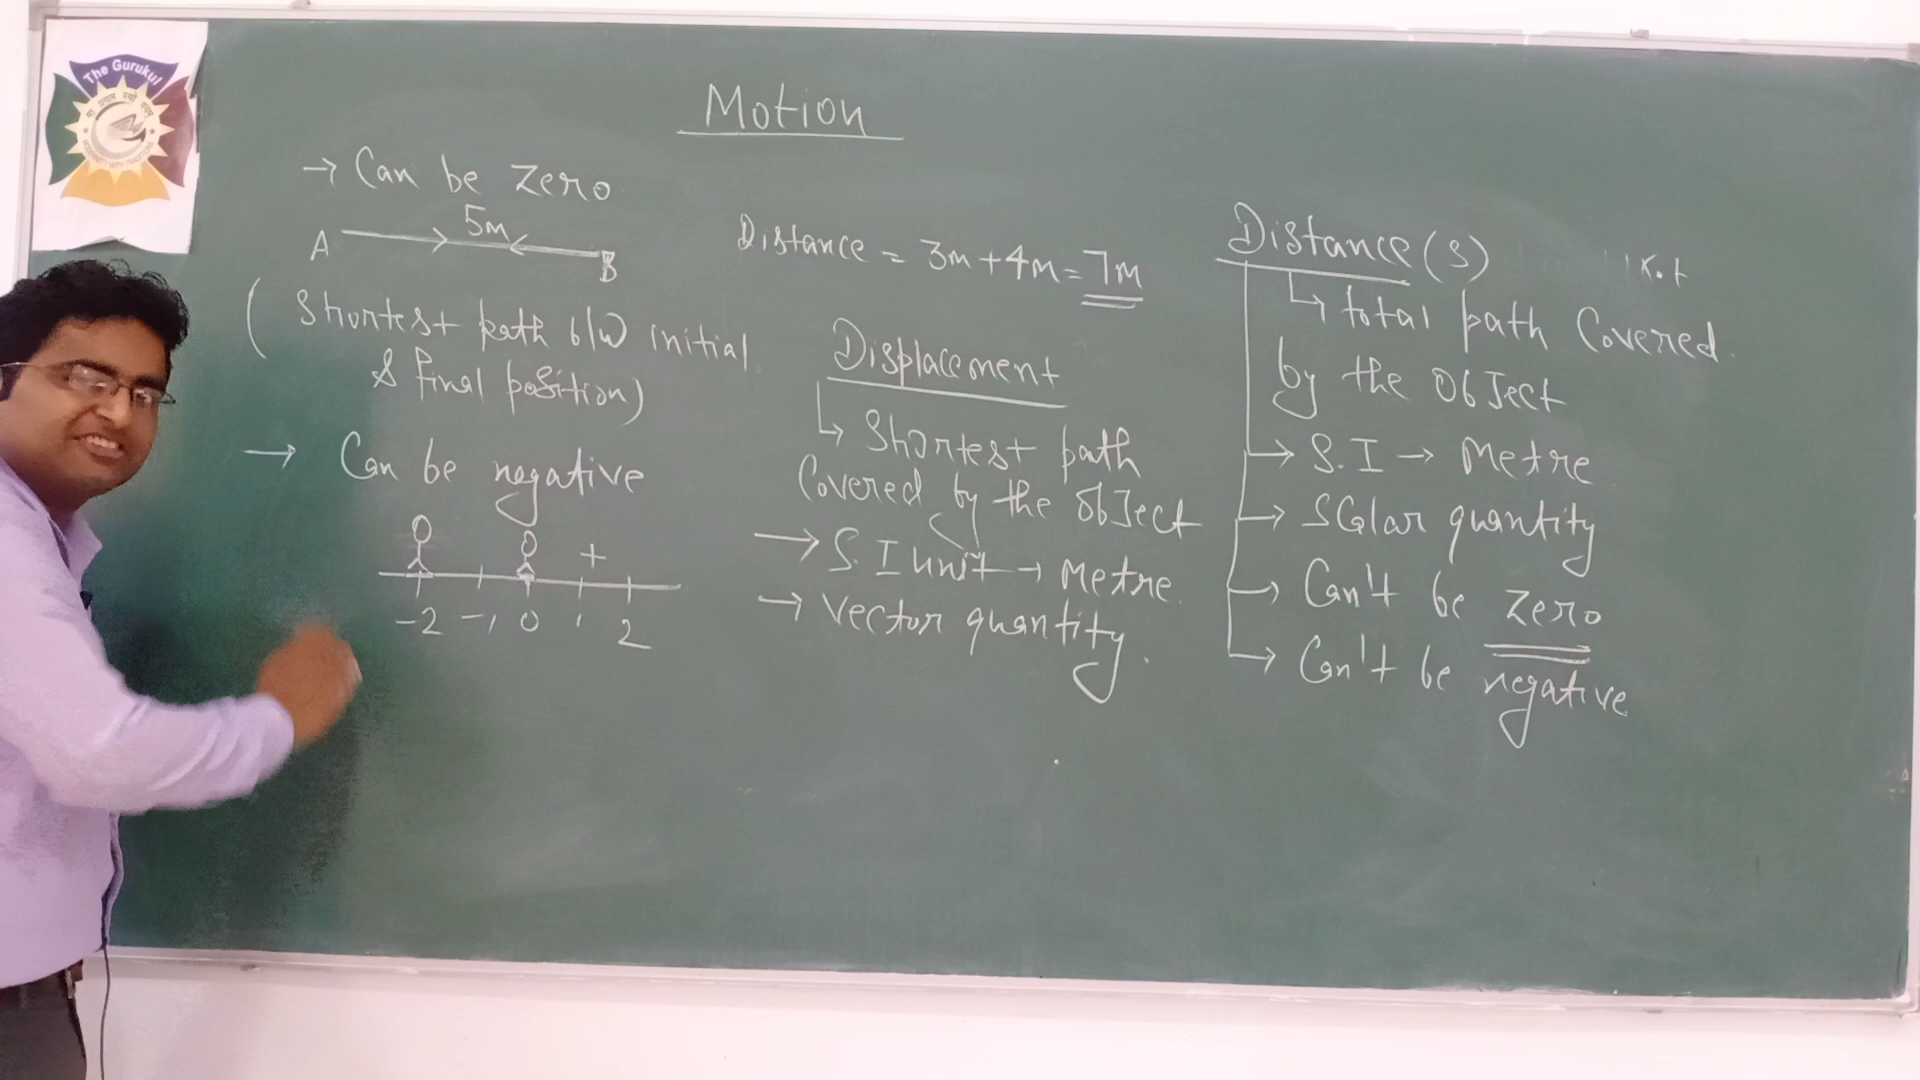 The Gurukul
Motion
→ Can be zero
5m
A B
(Shortest path b/w initial
& final position)
→ Can be negative
+
-2 -1 0 1 2
Distance = 3m+4m=7m
Displacement
↳ Shortest path
Covered by the object
→ S.I unit → Metre
→ Vector quantity.
Distance (s)
↳ total path Covered
by the object
→ S.I → Metre
→ Scalar quantity
→ Can't be zero
→ Can't be negative